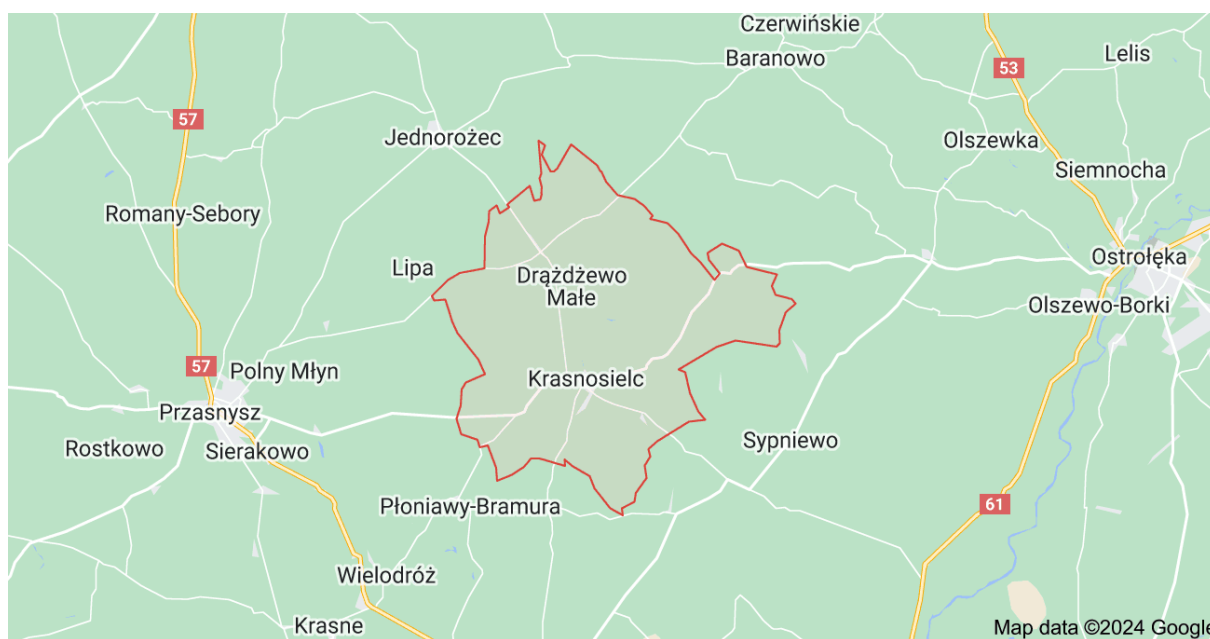 Czerwińskie
Baranowo
53
Lelis
57
Jednorożec
Olszewka
Siemnocha
Romany-Sebory
Lipa
Drążdżewo
Małe
Ostrołęka
Olszewo-Borki
57
Polny Młyn
Krasnosielc
Przasnysz
Rostkowo
Sierakowo
Sypniewo
Płoniawy-Bramura
61
Wielodróż
Krasne
Map data ©2024 Google